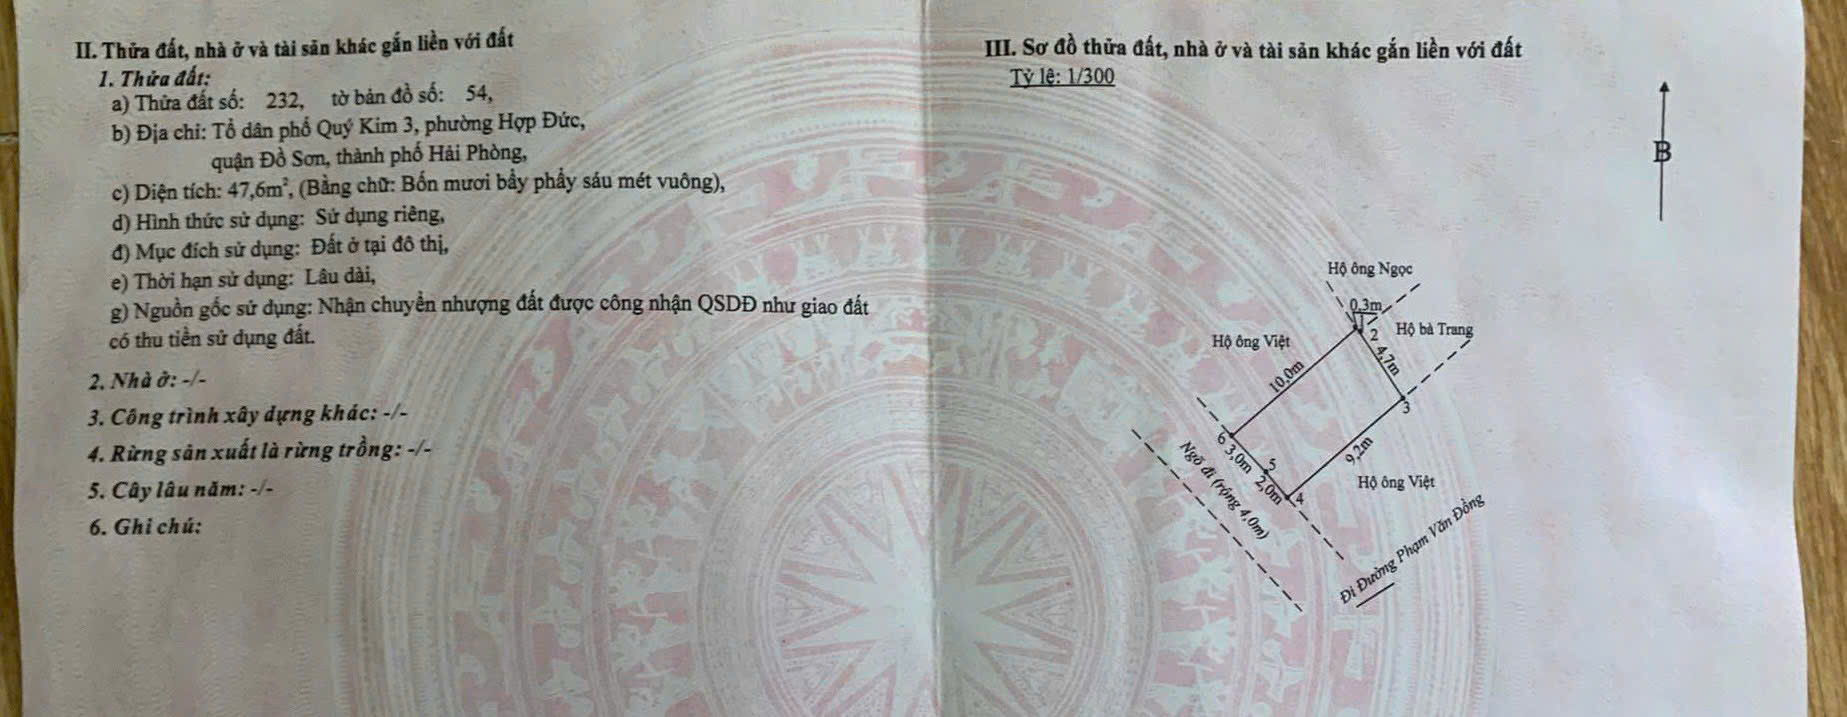 II. Thửa đất, nhà ở và tài sản khác gắn liền với đất
1. Thửa đất:
a) Thửa đất số: 232, tờ bản đồ số: 54,
b) Địa chỉ: Tổ dân phố Quý Kim 3, phường Hợp Đức,
quận Đồ Sơn, thành phố Hải Phòng,
c) Diện tích: 47,6m², (Bằng chữ: Bốn mươi bảy phẩy sáu mét vuông),
d) Hình thức sử dụng: Sử dụng riêng,
đ) Mục đích sử dụng: Đất ở tại đô thị,
e) Thời hạn sử dụng: Lâu dài,
g) Nguồn gốc sử dụng: Nhận chuyển nhượng đất được công nhận QSDĐ như giao đất
có thu tiền sử dụng đất.
2. Nhà ở: -/-
3. Công trình xây dựng khác: -/-
4. Rừng sản xuất là rừng trồng: -/-
5. Cây lâu năm: -/-
6. Ghi chú:
III. Sơ đồ thửa đất, nhà ở và tài sản khác gắn liền với đất
Tỷ lệ: 1/300
B
Hộ ông Ngọc
0,3m
Hộ ông Việt
2
Hộ bà Trang
4,7m
10,0m
3
6
3,0m
5
2,0m
4
9,2m
Hộ ông Việt
Ngõ đi (rộng 4,0m)
Đi Đường Phạm Văn Đồng